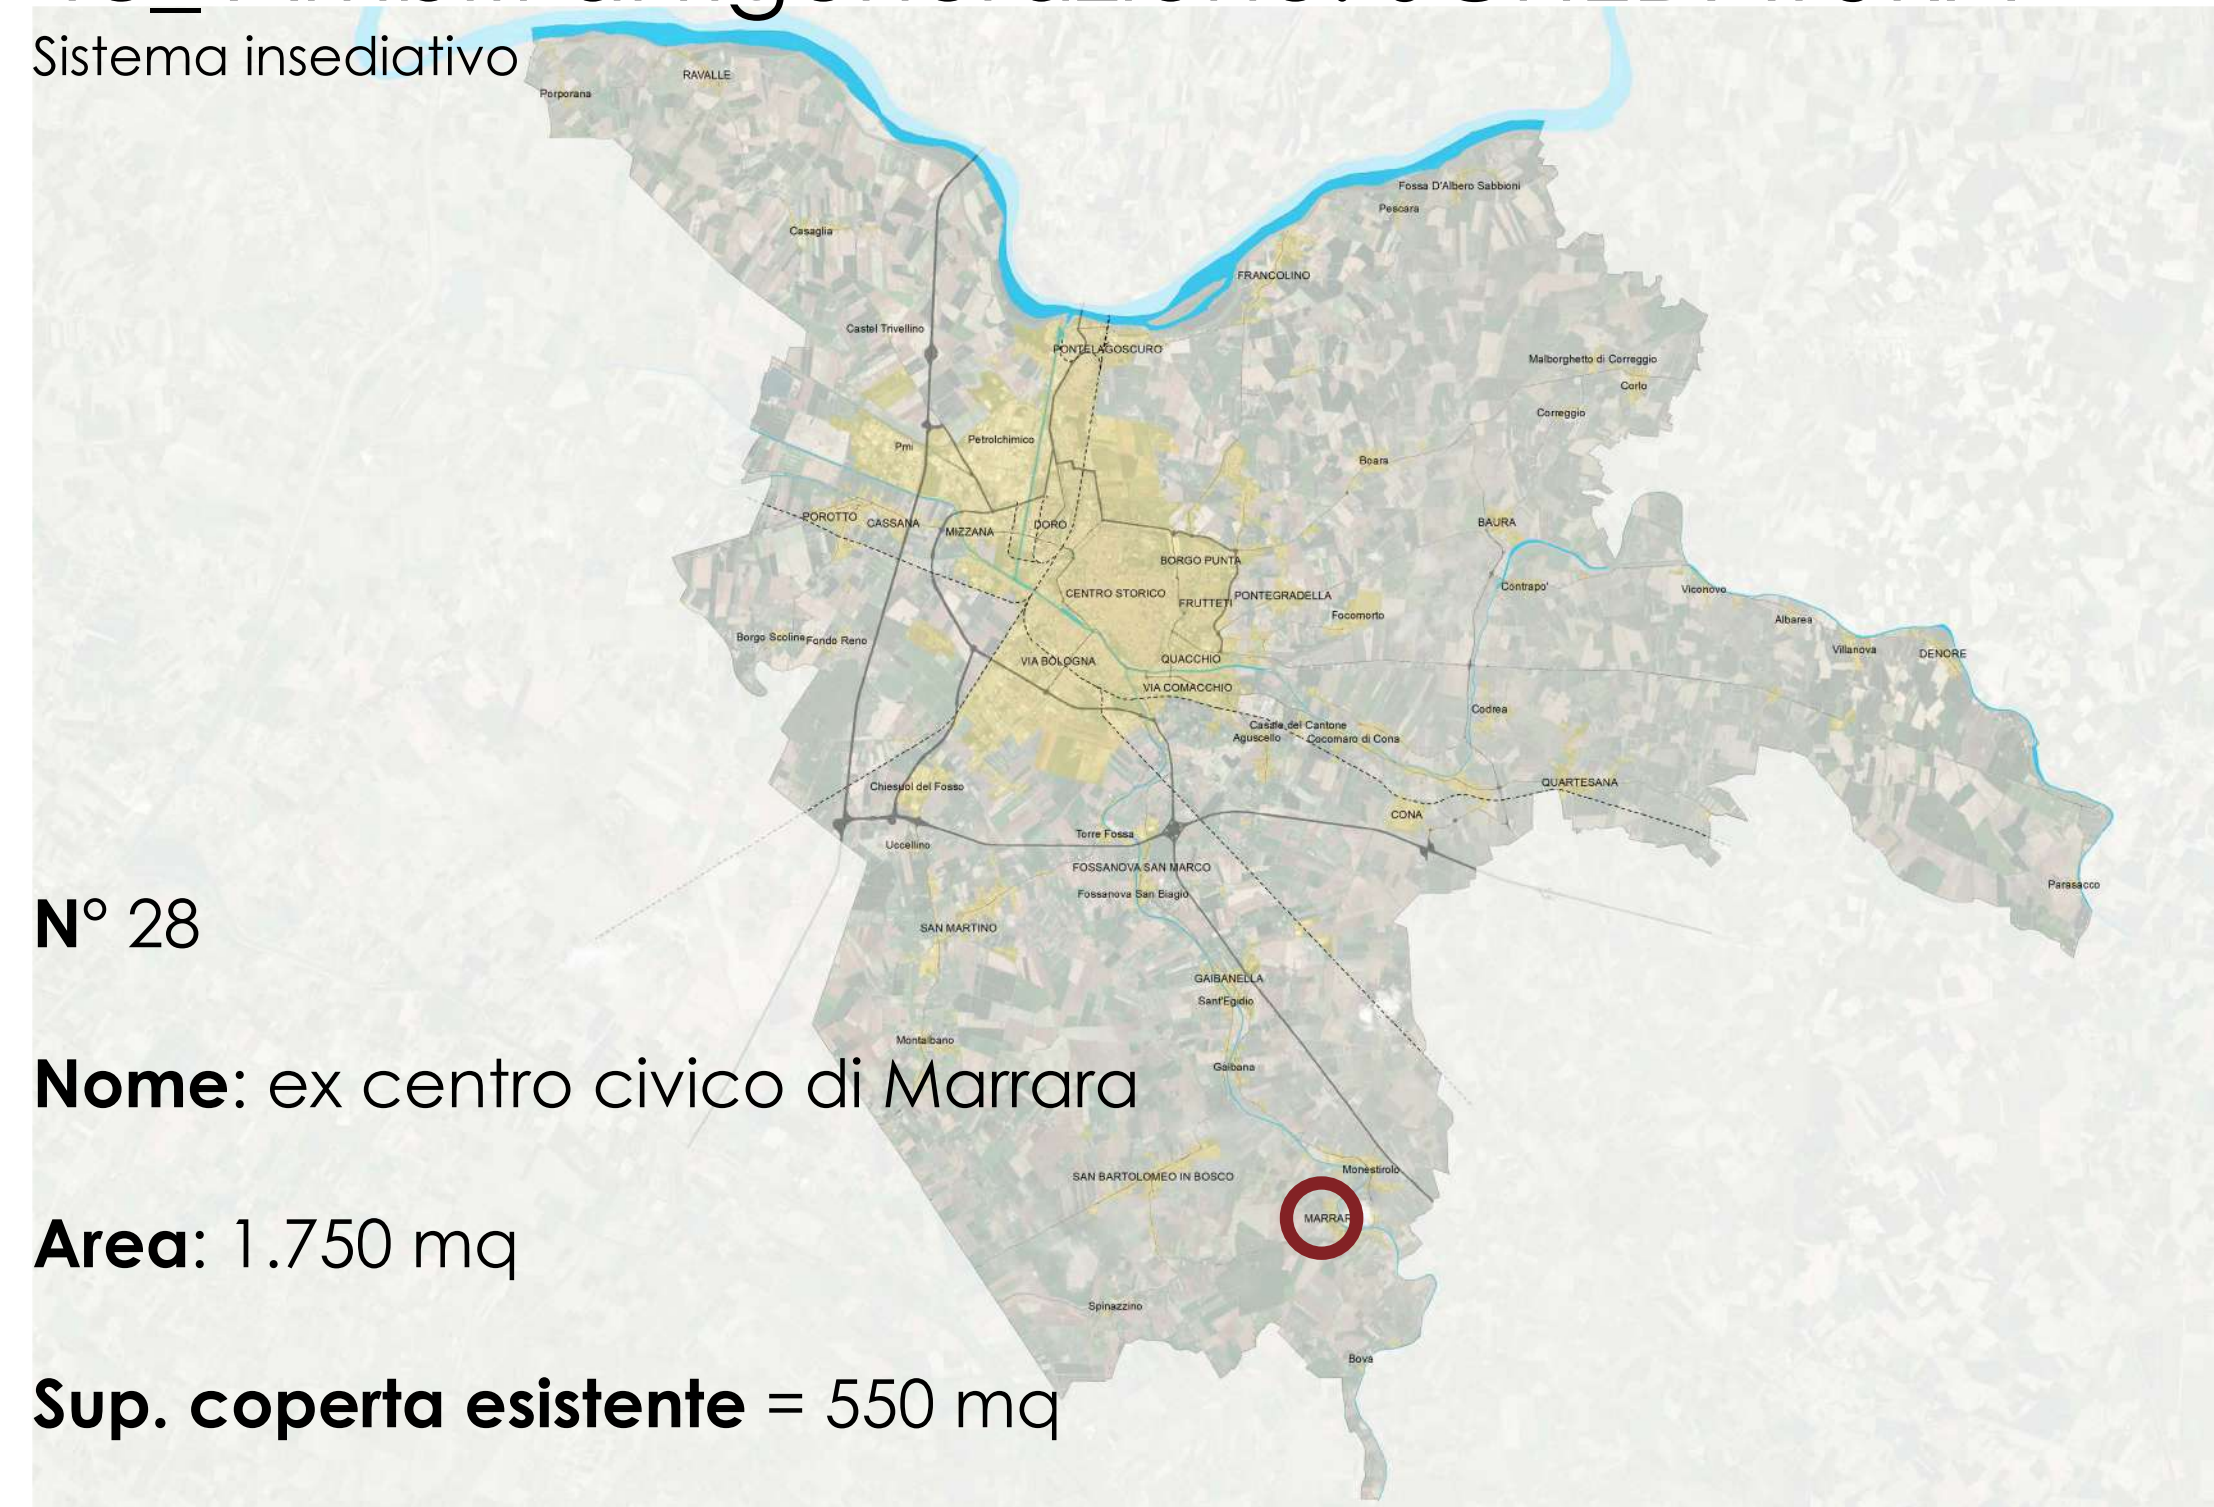 Sistema insediativo
RAVALLE
Porporana
Fossa D'Albero Sabbioni
Pescara
Casaglia
FRANCOLINO
Castel Trivellino
PONTELAGOSCURO
Malborghetto di Correggio
Corlo
Correggio
Petrolchimico
Pmi
Boara
POROTTO
CASSANA
MIZZANA
DORO
BAURA
BORGO PUNTA
CENTRO STORICO
FRUTTETI
PONTEGRADELLA
Contrapo'
Viconovo
Focomorto
Albarea
Borgo Scoline
Fondo Reno
Villanova
DENORE
VIA BOLOGNA
QUACCHIO
VIA COMACCHIO
Codrea
Casale del Cantone
Aguscello
Cocomaro di Cona
Chiesuol del Fosso
QUARTESANA
CONA
Torre Fossa
Uccellino
FOSSANOVA SAN MARCO
Parasacco
Fossanova San Biagio
N° 28
SAN MARTINO
GAIBANELLA
Sant'Egidio
Montalbano
Gaibana
Nome: ex centro civico di Marrara
Monestirolo
SAN BARTOLOMEO IN BOSCO
MARRAR
Area: 1.750 mq
Spinazzino
Bova
Sup. coperta esistente = 550 mq